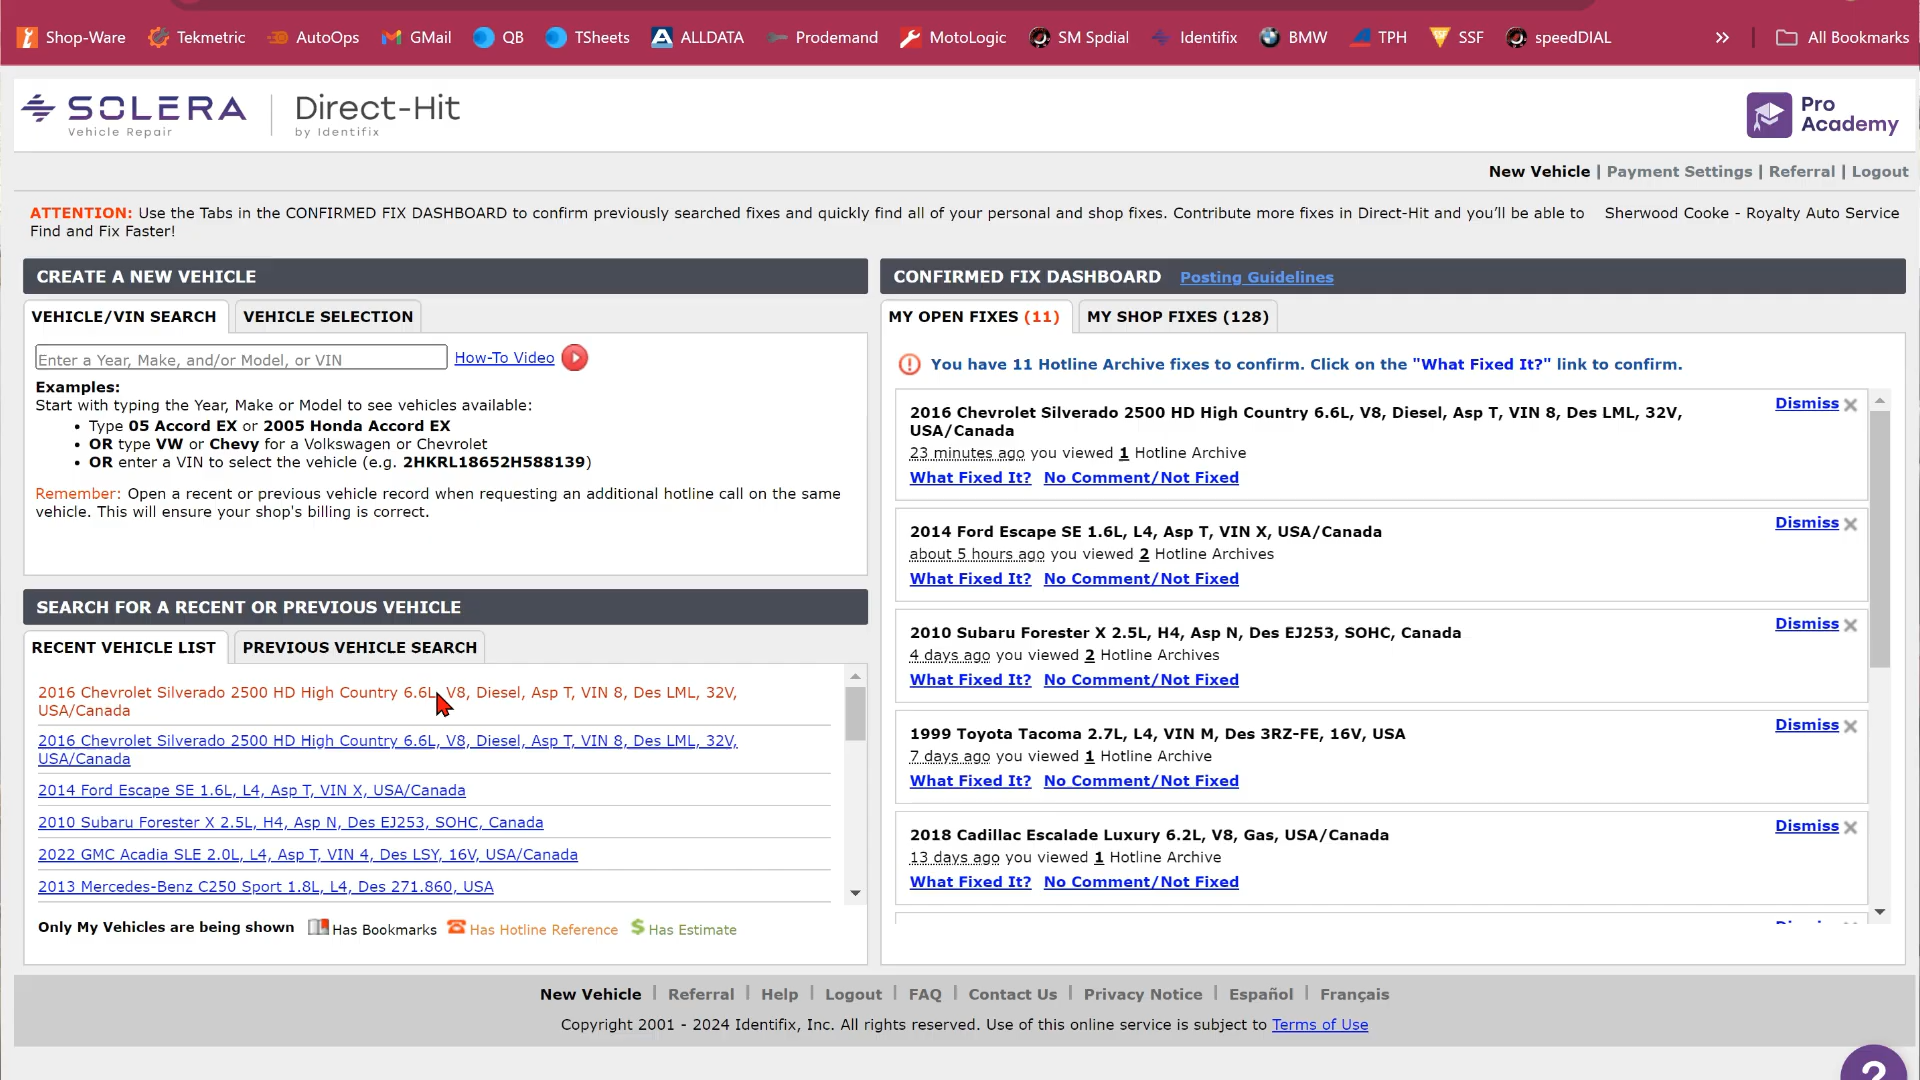 Shop-Ware
Tekmetric
AutoOps
GMail
QB
TSheets
ALLDATA
Prodemand
MotoLogic
SM Spdial
Identifix
BMW
TPH
SSF
speedDIAL
»
All Bookmarks
SOLERA
Vehicle Repair
Direct-Hit
by Identifix
Pro
Academy
New Vehicle | Payment Settings | Referral | Logout
ATTENTION: Use the Tabs in the CONFIRMED FIX DASHBOARD to confirm previously searched fixes and quickly find all of your personal and shop fixes. Contribute more fixes in Direct-Hit and you'll be able to
Find and Fix Faster!
Sherwood Cooke - Royalty Auto Service
CREATE A NEW VEHICLE
VEHICLE/VIN SEARCH
VEHICLE SELECTION
Enter a Year, Make, and/or Model, or VIN
How-To Video
Examples:
Start with typing the Year, Make or Model to see vehicles available:
• Type 05 Accord EX or 2005 Honda Accord EX
• OR type VW or Chevy for a Volkswagen or Chevrolet
• OR enter a VIN to select the vehicle (e.g. 2HKRL18652H588139)
Remember: Open a recent or previous vehicle record when requesting an additional hotline call on the same
vehicle. This will ensure your shop's billing is correct.
SEARCH FOR A RECENT OR PREVIOUS VEHICLE
RECENT VEHICLE LIST
PREVIOUS VEHICLE SEARCH
2016 Chevrolet Silverado 2500 HD High Country 6.6L, V8, Diesel, Asp T, VIN 8, Des LML, 32V,
USA/Canada
2016 Chevrolet Silverado 2500 HD High Country 6.6L, V8, Diesel, Asp T, VIN 8, Des LML, 32V,
USA/Canada
2014 Ford Escape SE 1.6L, L4, Asp T, VIN X, USA/Canada
2010 Subaru Forester X 2.5L, H4, Asp N, Des EJ253, SOHC, Canada
2022 GMC Acadia SLE 2.0L, L4, Asp T, VIN 4, Des LSY, 16V, USA/Canada
2013 Mercedes-Benz C250 Sport 1.8L, L4, Des 271.860, USA
Only My Vehicles are being shown
Has Bookmarks
Has Hotline Reference
$ Has Estimate
CONFIRMED FIX DASHBOARD
Posting Guidelines
MY OPEN FIXES (11)
MY SHOP FIXES (128)
You have 11 Hotline Archive fixes to confirm. Click on the "What Fixed It?" link to confirm.
2016 Chevrolet Silverado 2500 HD High Country 6.6L, V8, Diesel, Asp T, VIN 8, Des LML, 32V,
USA/Canada
Dismiss
23 minutes ago you viewed 1 Hotline Archive
What Fixed It? No Comment/Not Fixed
2014 Ford Escape SE 1.6L, L4, Asp T, VIN X, USA/Canada
Dismiss
about 5 hours ago you viewed 2 Hotline Archives
What Fixed It? No Comment/Not Fixed
2010 Subaru Forester X 2.5L, H4, Asp N, Des EJ253, SOHC, Canada
Dismiss
4 days ago you viewed 2 Hotline Archives
What Fixed It? No Comment/Not Fixed
1999 Toyota Tacoma 2.7L, L4, VIN M, Des 3RZ-FE, 16V, USA
Dismiss
7 days ago you viewed 1 Hotline Archive
What Fixed It? No Comment/Not Fixed
2018 Cadillac Escalade Luxury 6.2L, V8, Gas, USA/Canada
Dismiss
13 days ago you viewed 1 Hotline Archive
What Fixed It? No Comment/Not Fixed
New Vehicle | Referral | Help | Logout | FAQ | Contact Us | Privacy Notice | Español | Français
Copyright 2001 - 2024 Identifix, Inc. All rights reserved. Use of this online service is subject to Terms of Use
?